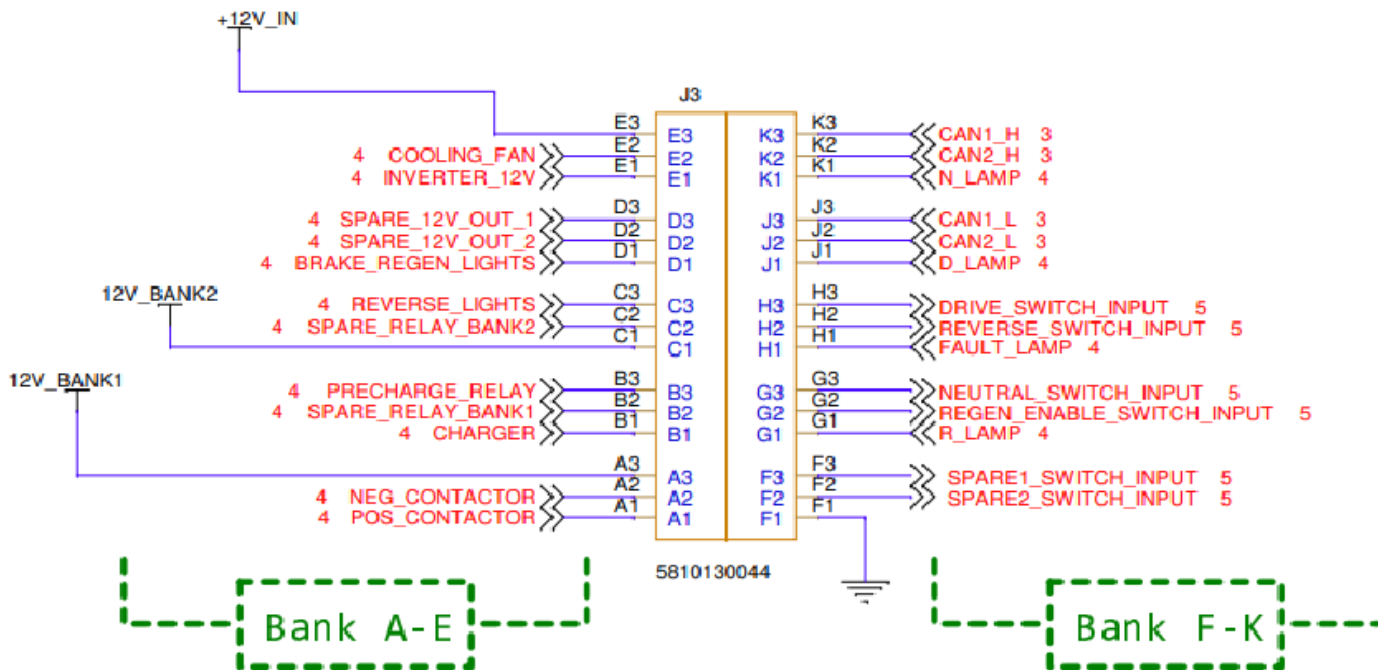 +12V_IN
J3
E3 E3 K3 K3 CAN1_H 3
4 COOLING_FAN E2 E2 K2 K2 CAN2_H 3
4 INVERTER_12V E1 E1 K1 K1 N_LAMP 4
4 SPARE_12V_OUT_1 D3 D3 J3 J3 CAN1_L 3
4 SPARE_12V_OUT_2 D2 D2 J2 J2 CAN2_L 3
4 BRAKE_REGEN_LIGHTS D1 D1 J1 J1 D_LAMP 4
12V_BANK2
4 REVERSE_LIGHTS C3 C3 H3 H3 DRIVE_SWITCH_INPUT 5
4 SPARE_RELAY_BANK2 C2 C2 H2 H2 REVERSE_SWITCH_INPUT 5
C1 C1 H1 H1 FAULT_LAMP 4
12V_BANK1
4 PRECHARGE_RELAY B3 B3 G3 G3 NEUTRAL_SWITCH_INPUT 5
4 SPARE_RELAY_BANK1 B2 B2 G2 G2 REGEN_ENABLE_SWITCH_INPUT 5
4 CHARGER B1 B1 G1 G1 R_LAMP 4
A3 A3 F3 F3 SPARE1_SWITCH_INPUT 5
4 NEG_CONTACTOR A2 A2 F2 F2 SPARE2_SWITCH_INPUT 5
4 POS_CONTACTOR A1 A1 F1 F1
5810130044
Bank A-E
Bank F-K